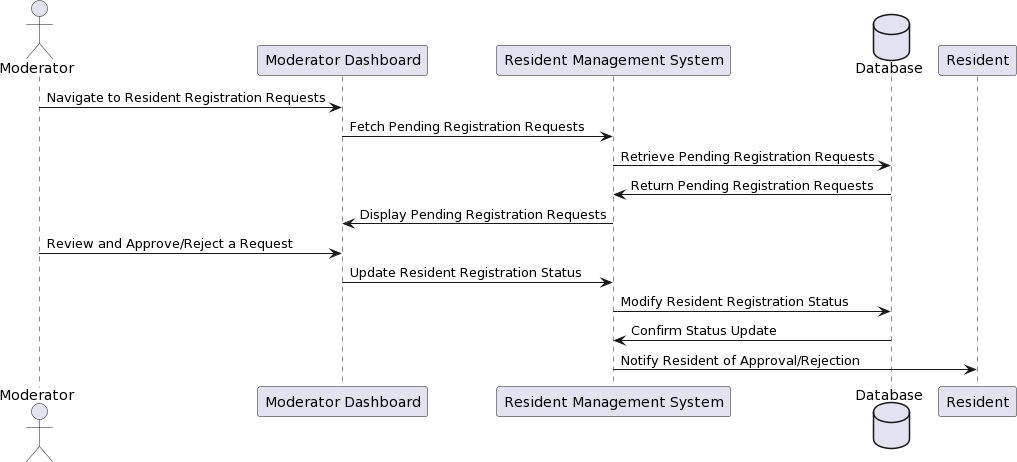 Moderator
Moderator Dashboard
Resident Management System
Database
Resident
Navigate to Resident Registration Requests
Fetch Pending Registration Requests
Retrieve Pending Registration Requests
Return Pending Registration Requests
Display Pending Registration Requests
Review and Approve/Reject a Request
Update Resident Registration Status
Modify Resident Registration Status
Confirm Status Update
Notify Resident of Approval/Rejection
Moderator
Moderator Dashboard
Resident Management System
Database
Resident